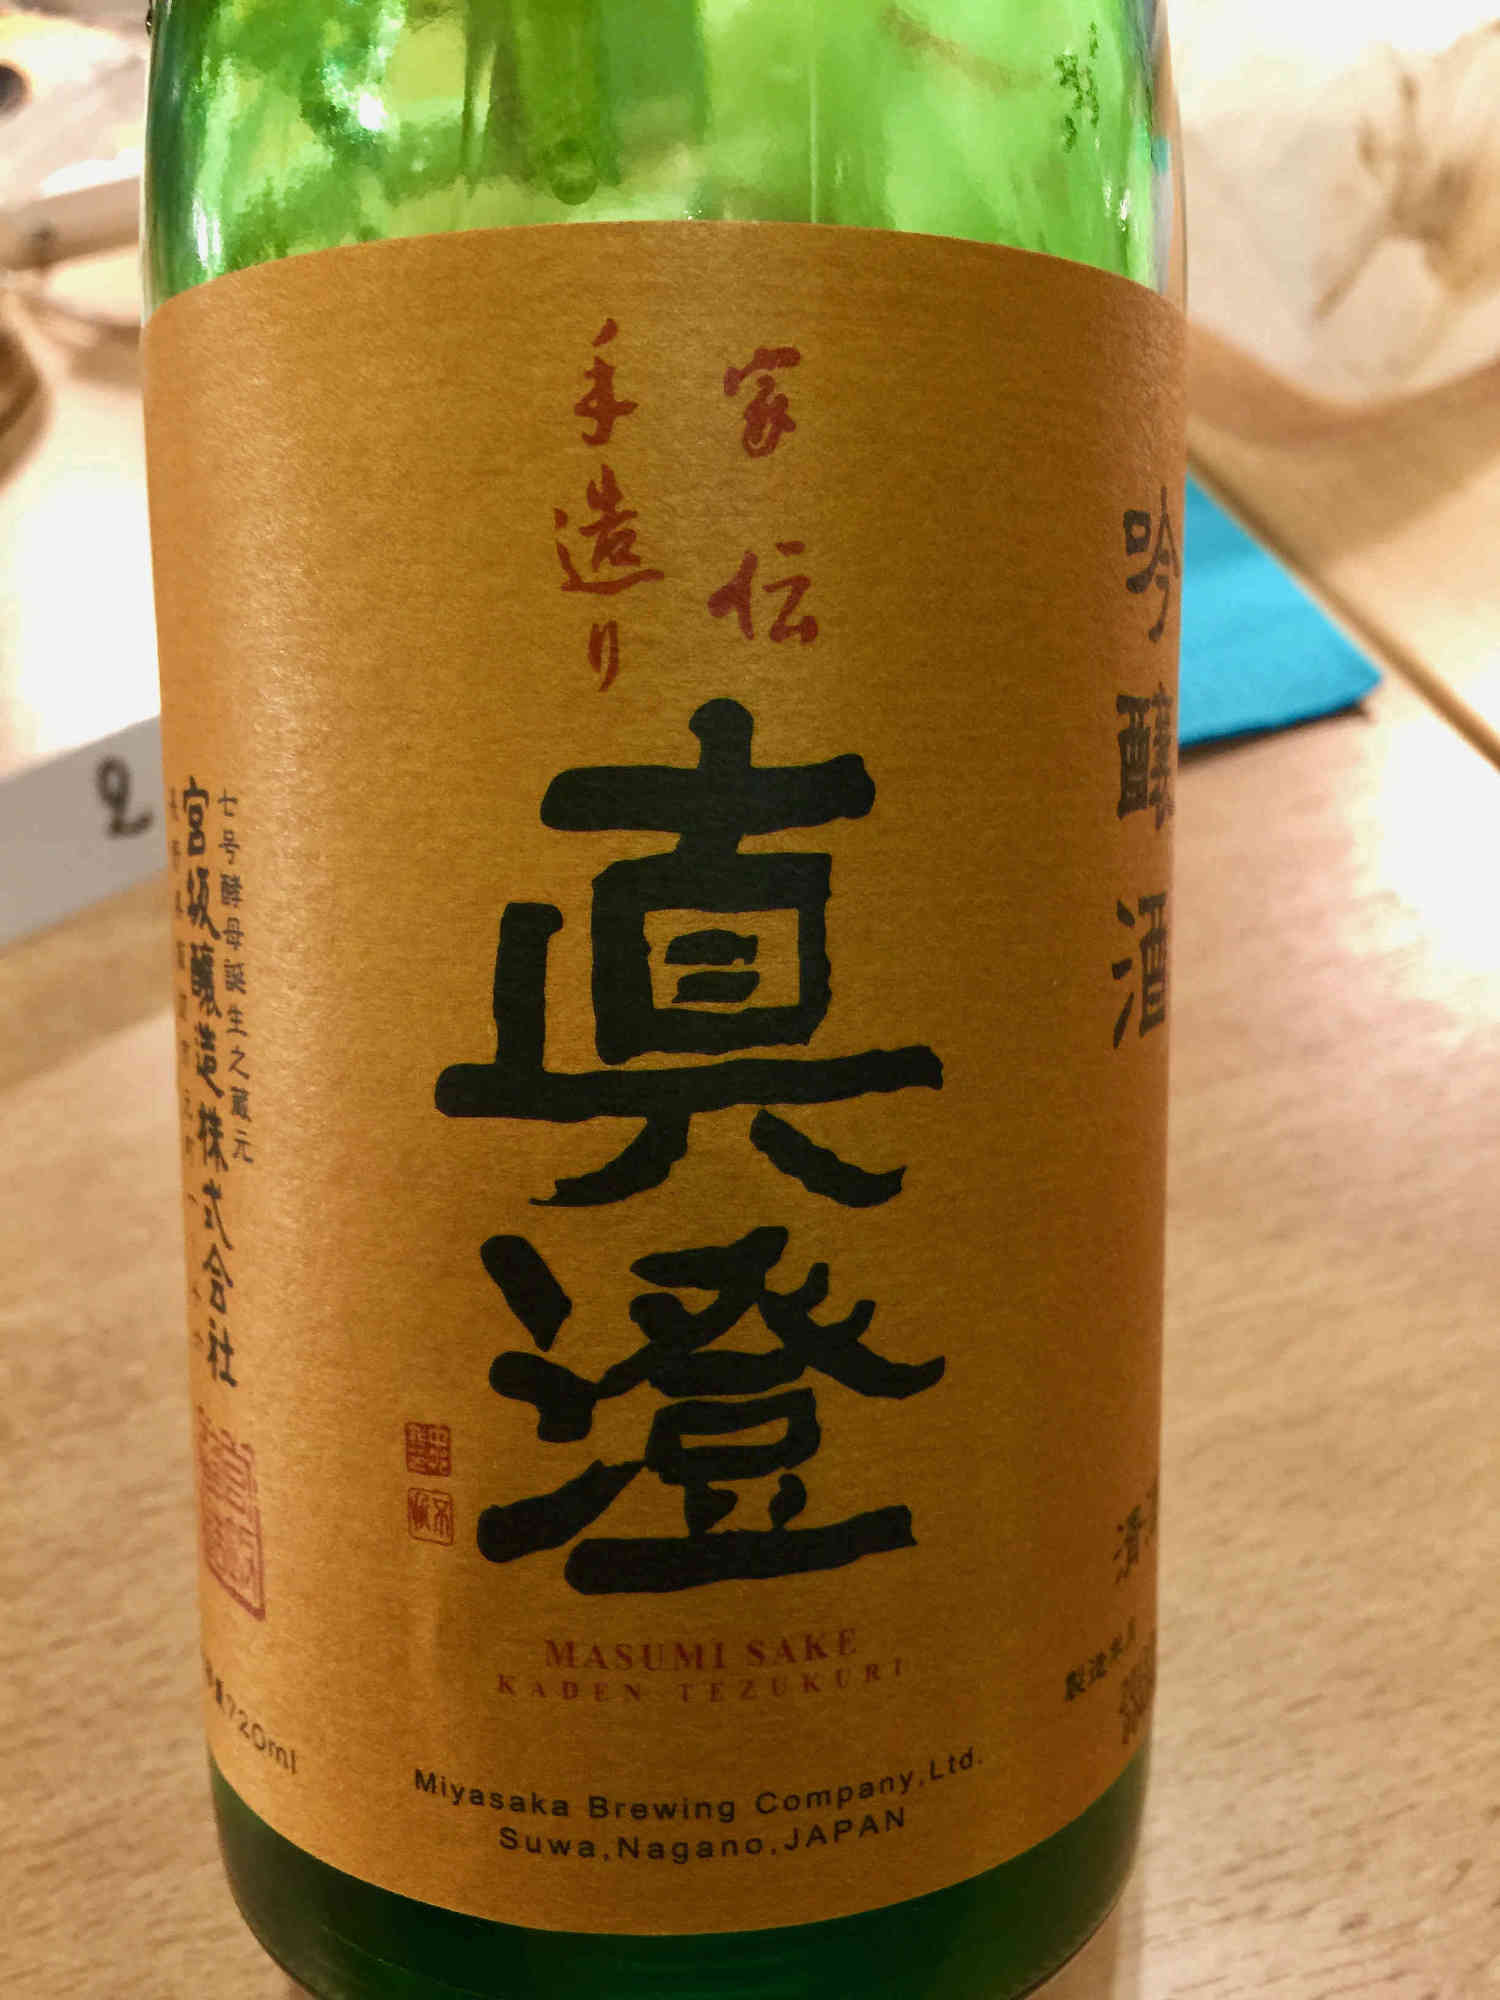 吟醸酒
家伝
手造り
真澄
七号酵母誕生之蔵元
宮坂醸造株式会社
MASUMI SAKE
KADEN TEZUKURI
Miyasaka Brewing Company,Ltd.
Suwa,Nagano,JAPAN
720ml
2